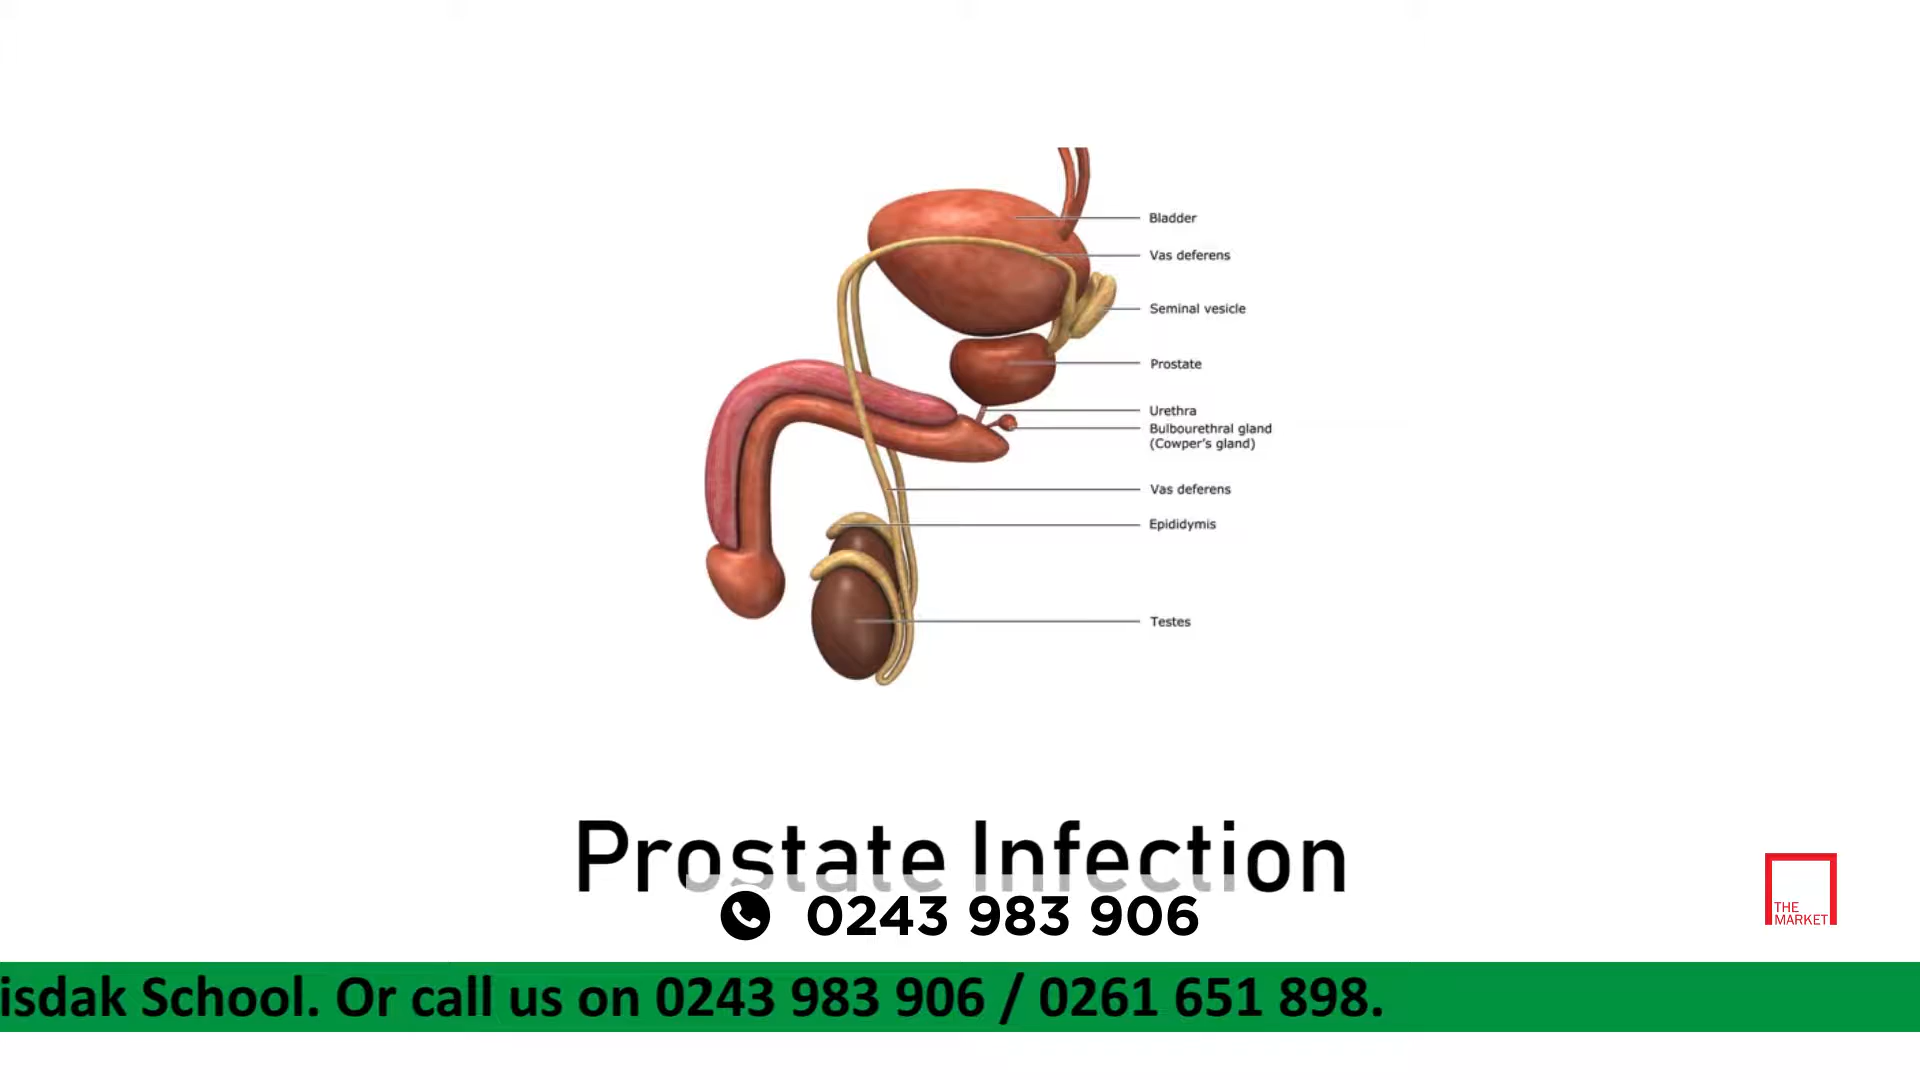 Bladder
Vas deferens
Seminal vesicle
Prostate
Urethra
Bulbourethral gland
(Cowper's gland)
Vas deferens
Epididymis
Testes
Prostate Infection
0243 983 906
THE
MARKET
isdak School. Or call us on 0243 983 906 / 0261 651 898.